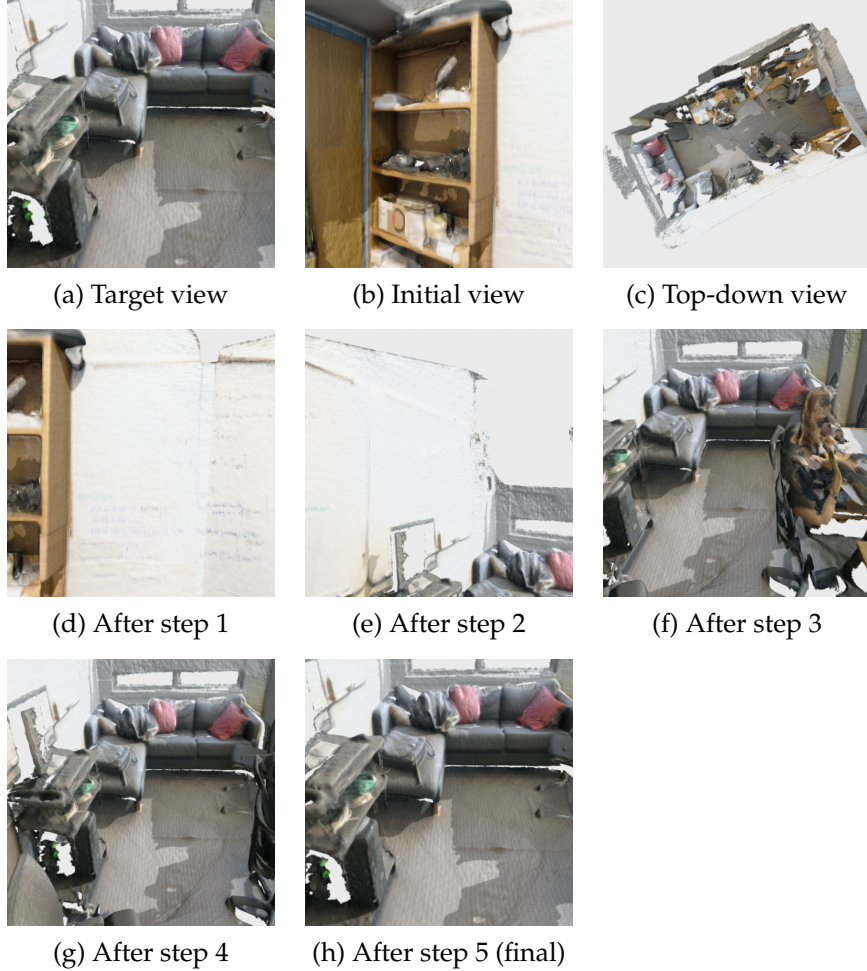 (a) Target view
(b) Initial view
(c) Top-down view
(d) After step 1
(e) After step 2
(f) After step 3
(g) After step 4
(h) After step 5 (final)